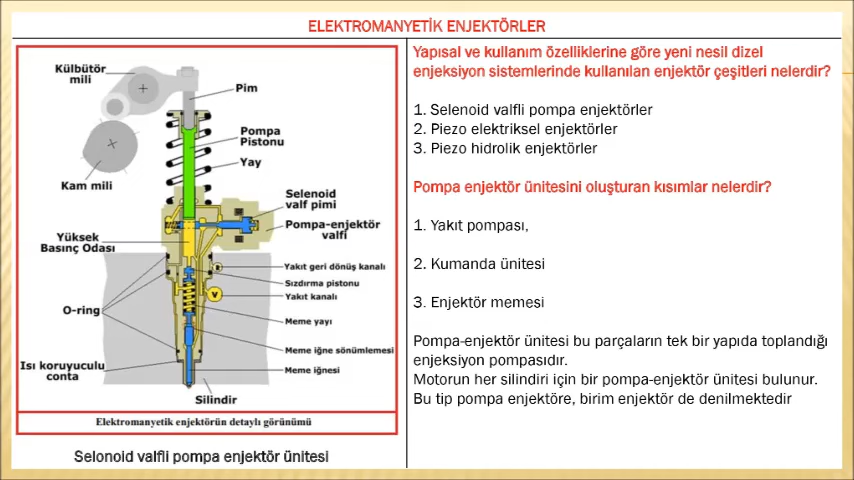 ELEKTROMANYETİK ENJEKTÖRLER
Külbütör
mili
Pim
Pompa
Pistonu
Yay
Kam mili
Selenoid
valf pimi
Pompa-enjektör
valfi
Yüksek
Basınç Odası
Yakıt geri dönüş kanalı
R
Sızdırma pistonu
Yakıt kanalı
V
O-ring
Meme yayı
Meme iğne sönümlemesi
Isı koruyuculu
conta
Meme iğnesi
Silindir
Elektromanyetik enjektörün detaylı görünümü
Selonoid valfli pompa enjektör ünitesi
Yapısal ve kullanım özelliklerine göre yeni nesil dizel
enjeksiyon sistemlerinde kullanılan enjektör çeşitleri nelerdir?
1. Selenoid valfli pompa enjektörler
2. Piezo elektriksel enjektörler
3. Piezo hidrolik enjektörler
Pompa enjektör ünitesini oluşturan kısımlar nelerdir?
1. Yakıt pompası,
2. Kumanda ünitesi
3. Enjektör memesi
Pompa-enjektör ünitesi bu parçaların tek bir yapıda toplandığı
enjeksiyon pompasıdır.
Motorun her silindiri için bir pompa-enjektör ünitesi bulunur.
Bu tip pompa enjektöre, birim enjektör de denilmektedir